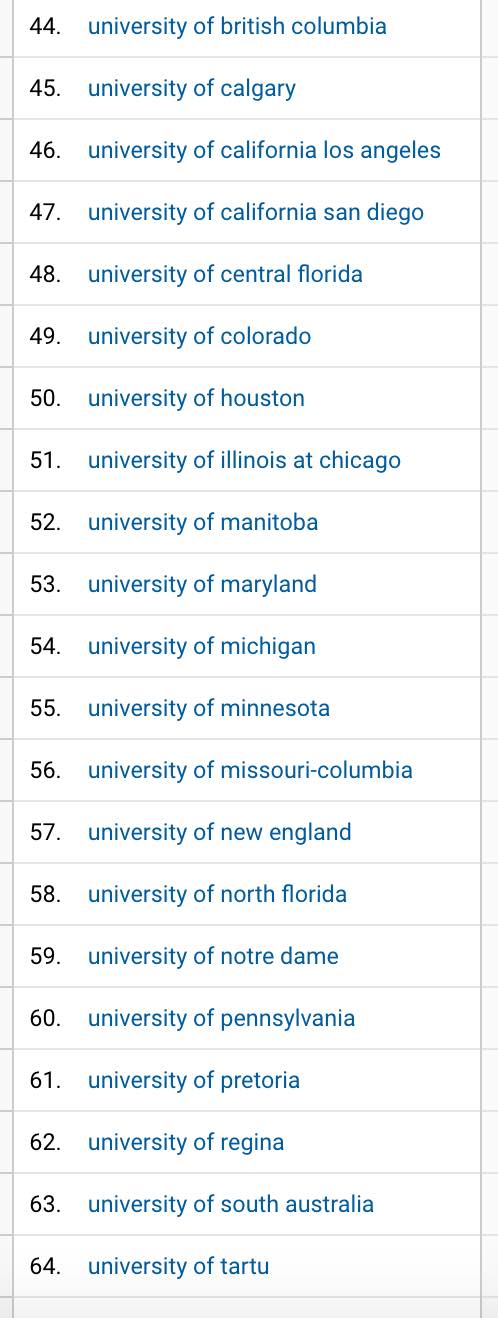 44. university of british columbia
45. university of calgary
46. university of california los angeles
47. university of california san diego
48. university of central florida
49. university of colorado
50. university of houston
51. university of illinois at chicago
52. university of manitoba
53. university of maryland
54. university of michigan
55. university of minnesota
56. university of missouri-columbia
57. university of new england
58. university of north florida
59. university of notre dame
60. university of pennsylvania
61. university of pretoria
62. university of regina
63. university of south australia
64. university of tartu